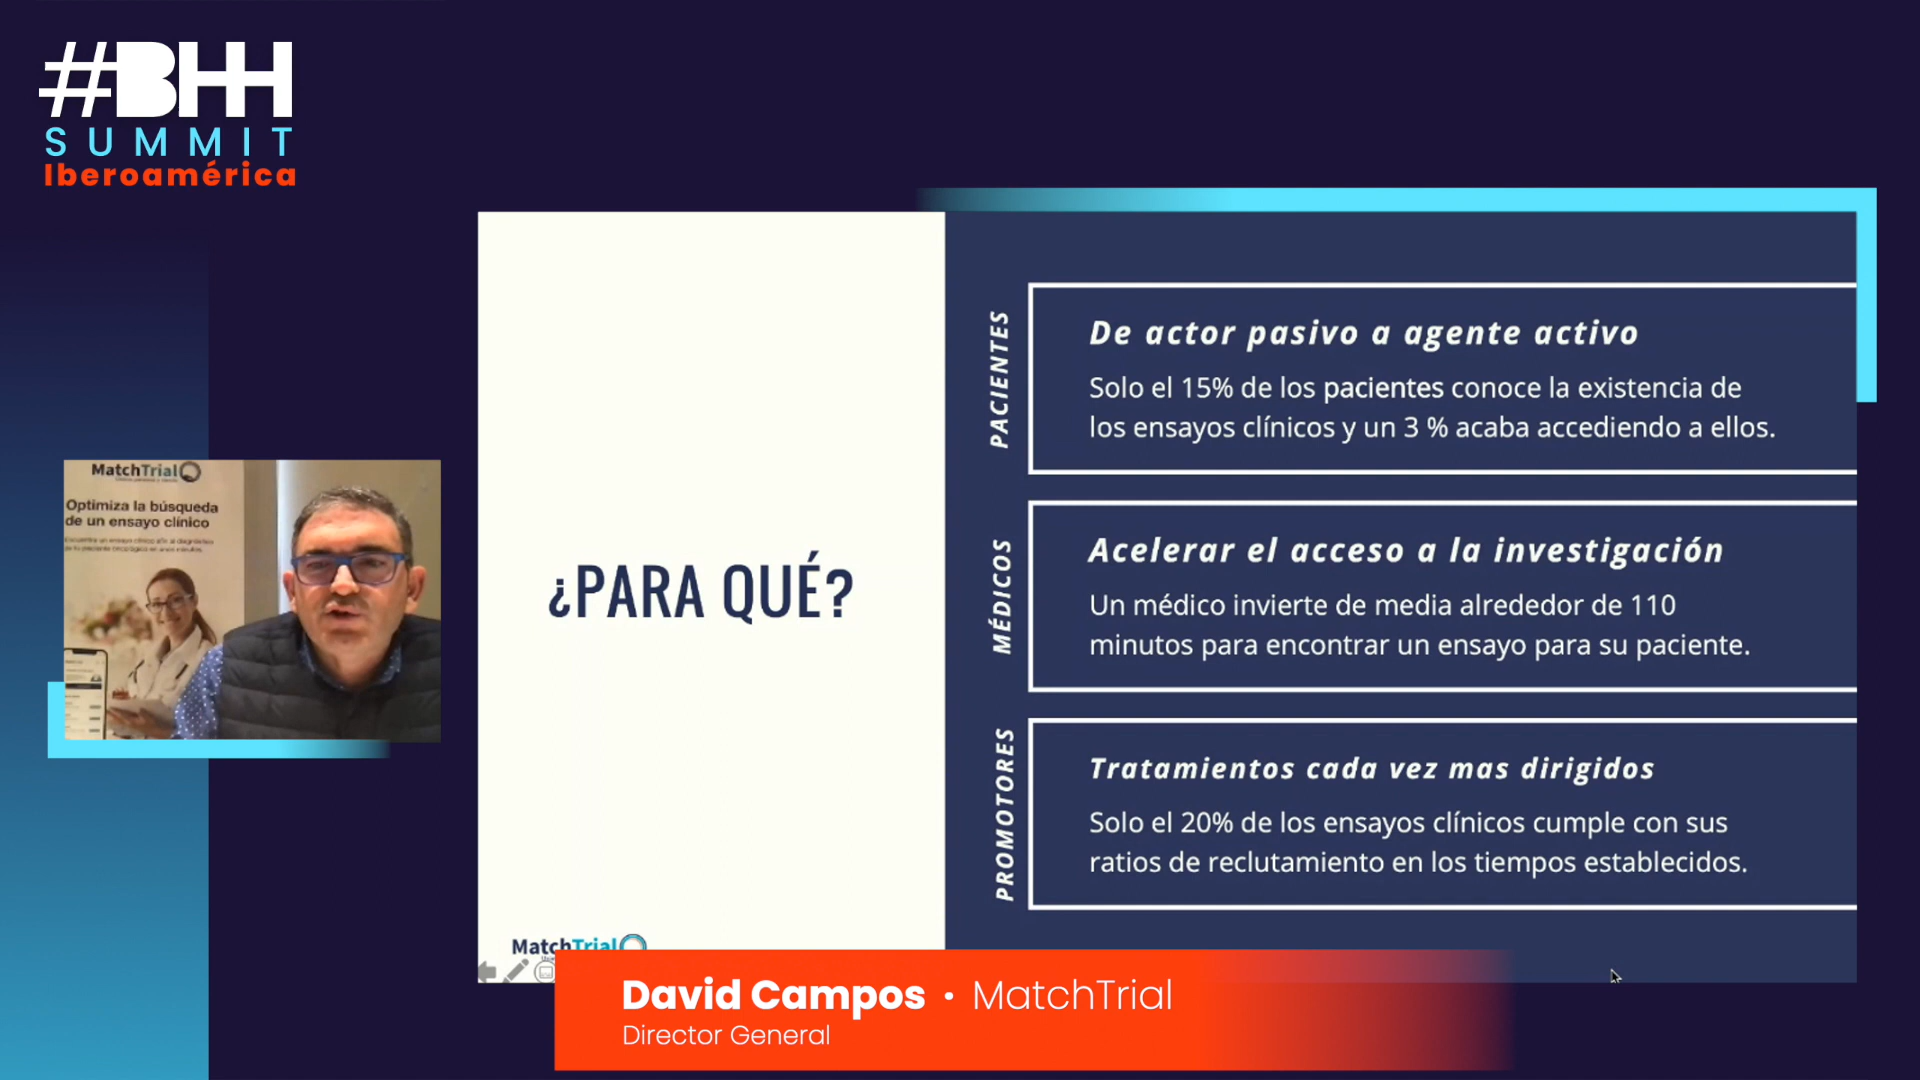 #BHH
SUMMIT
Iberoamérica
MatchTrial
Optimiza la búsqueda
de un ensayo clínico
¿PARA QUÉ?
MatchTrial
PACIENTES
De actor pasivo a agente activo
Solo el 15% de los pacientes conoce la existencia de
los ensayos clínicos y un 3 % acaba accediendo a ellos.
MÉDICOS
Acelerar el acceso a la investigación
Un médico invierte de media alrededor de 110
minutos para encontrar un ensayo para su paciente.
PROMOTORES
Tratamientos cada vez mas dirigidos
Solo el 20% de los ensayos clínicos cumple con sus
ratios de reclutamiento en los tiempos establecidos.
David Campos • MatchTrial
Director General